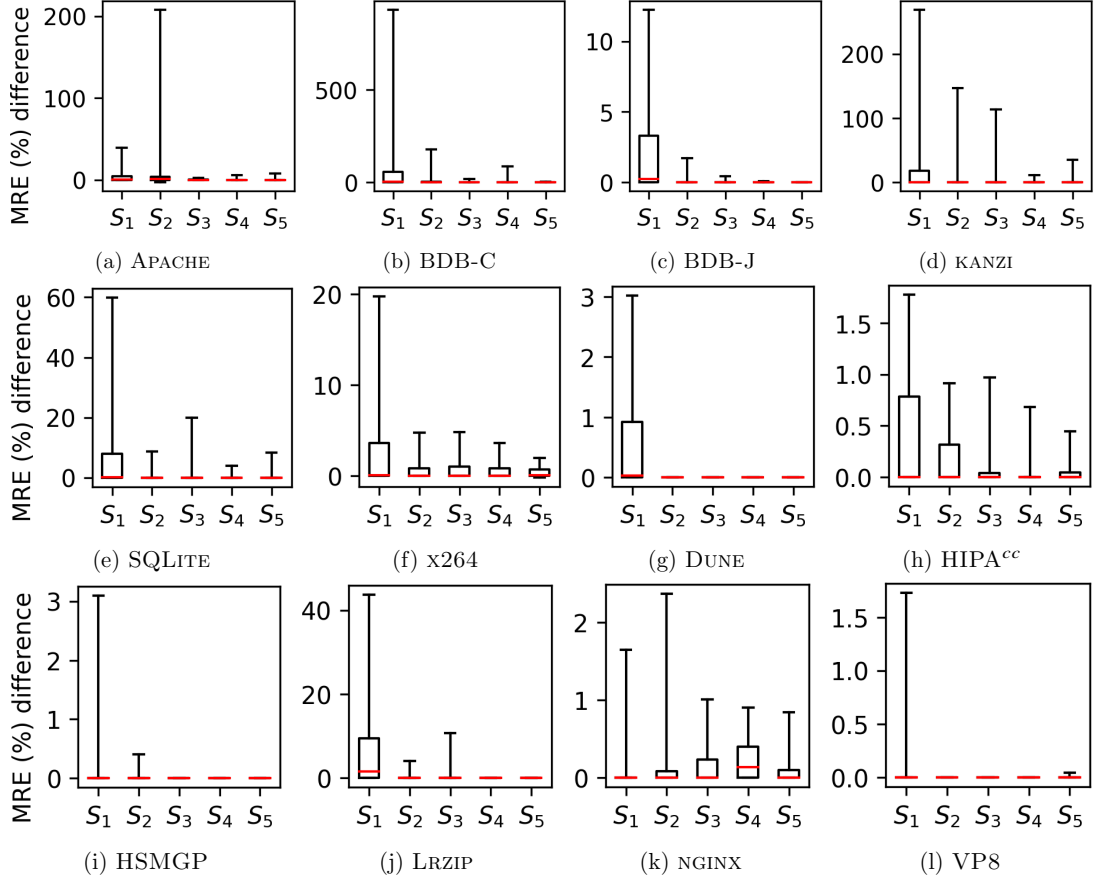 MRE (%) difference
200
100
0
S1 S2 S3 S4 S5
(a) APACHE
500
0
S1 S2 S3 S4 S5
(b) BDB-C
10
5
0
S1 S2 S3 S4 S5
(c) BDB-J
200
100
0
S1 S2 S3 S4 S5
(d) KANZI
MRE (%) difference
60
40
20
0
S1 S2 S3 S4 S5
(e) SQLITE
20
10
0
S1 S2 S3 S4 S5
(f) X264
3
2
1
0
S1 S2 S3 S4 S5
(g) DUNE
1.5
1.0
0.5
0.0
S1 S2 S3 S4 S5
(h) HIPAcc
MRE (%) difference
3
2
1
0
S1 S2 S3 S4 S5
(i) HSMGP
40
20
0
S1 S2 S3 S4 S5
(j) LRZIP
2
1
0
S1 S2 S3 S4 S5
(k) NGINX
1.5
1.0
0.5
0.0
S1 S2 S3 S4 S5
(l) VP8